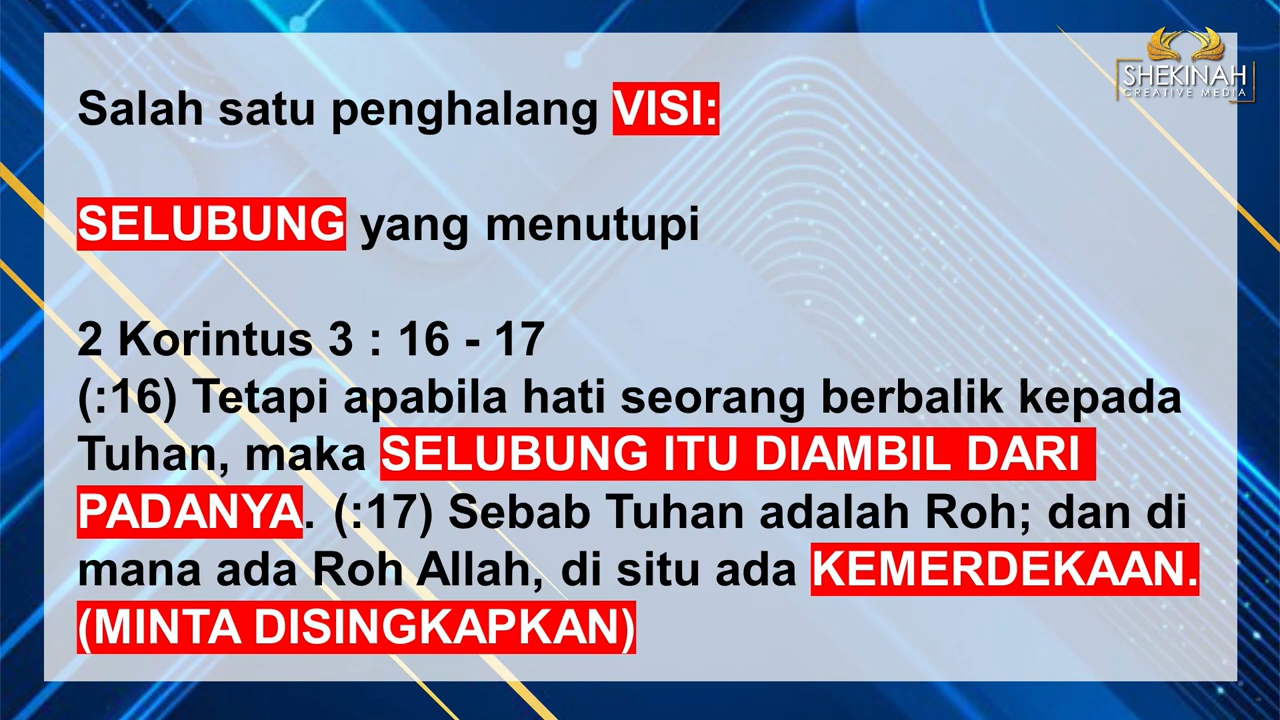 SHEKINAH
CREATIVE MEDIA
Salah satu penghalang VISI:
SELUBUNG yang menutupi
2 Korintus 3 : 16 - 17
(:16) Tetapi apabila hati seorang berbalik kepada
Tuhan, maka SELUBUNG ITU DIAMBIL DARI
PADANYA. (:17) Sebab Tuhan adalah Roh; dan di
mana ada Roh Allah, di situ ada KEMERDEKAAN.
(MINTA DISINGKAPKAN)